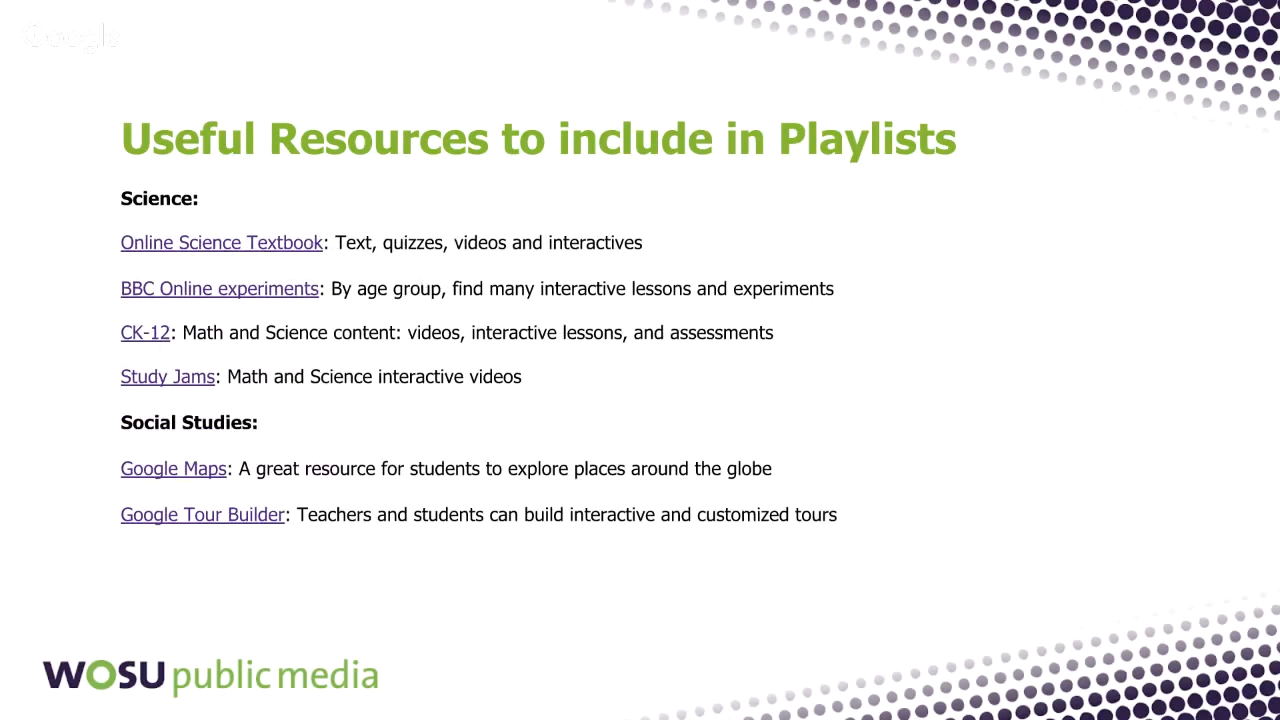 Google
Useful Resources to include in Playlists
Science:
Online Science Textbook: Text, quizzes, videos and interactives
BBC Online experiments: By age group, find many interactive lessons and experiments
CK-12: Math and Science content: videos, interactive lessons, and assessments
Study Jams: Math and Science interactive videos
Social Studies:
Google Maps: A great resource for students to explore places around the globe
Google Tour Builder: Teachers and students can build interactive and customized tours
WOSU public media